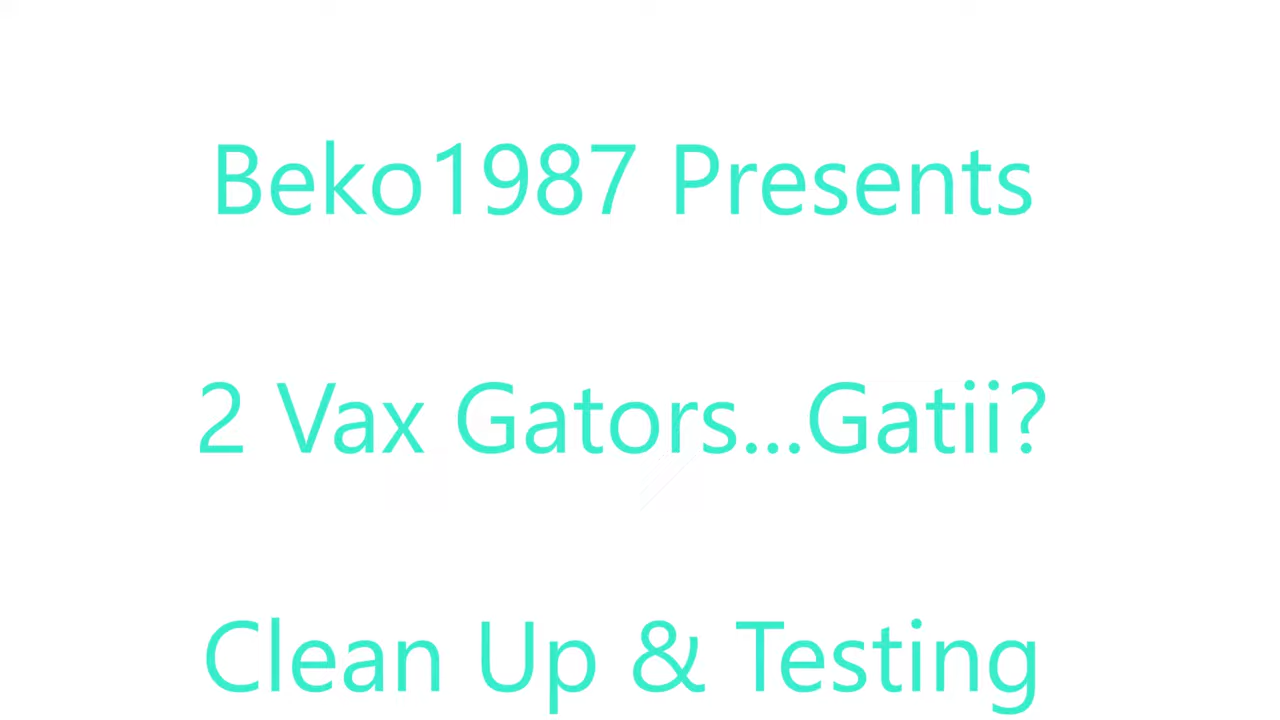 Beko1987 Presents
2 Vax Gators...Gatii?
Clean Up & Testing